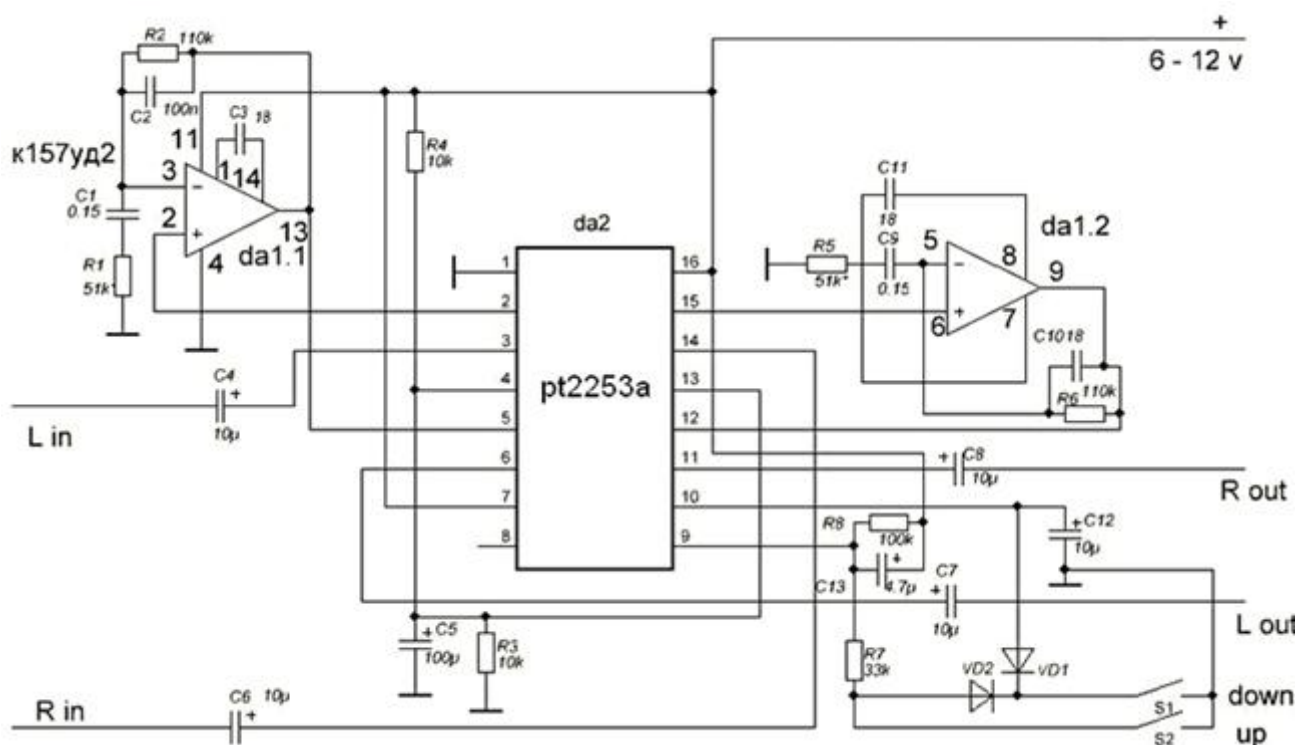 R2 110k
+
6 - 12 v
C2 100n
C3 18
11
1
к157уд2
3
14
R4
10k
C1
0.15
2
13
da1.1
4
R1
51k*
da2
C11
18
da1.2
R5
51k*
C9
0.15
5
8
9
6
7
C10 18
110k
R6
pt2253a
1
2
3
4
5
6
7
8
16
15
14
13
12
11
10
9
C4
+
10µ
L in
C8
+
10µ
R out
R8
100k
+
C12
10µ
C13
+
4.7µ
C7
+
10µ
L out
C5
+
100µ
R3
10k
R7
33k
VD2
VD1
S1
down
S2
up
C6 10µ
+
R in